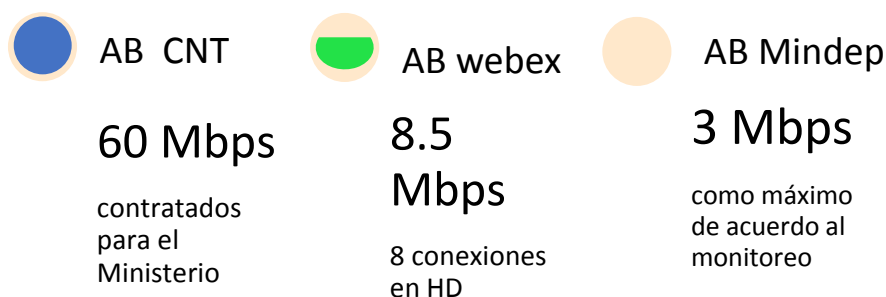 AB CNT
60 Mbps
contratados
para el
Ministerio
AB webex
8.5
Mbps
8 conexiones
en HD
AB Mindep
3 Mbps
como máximo
de acuerdo al
monitoreo